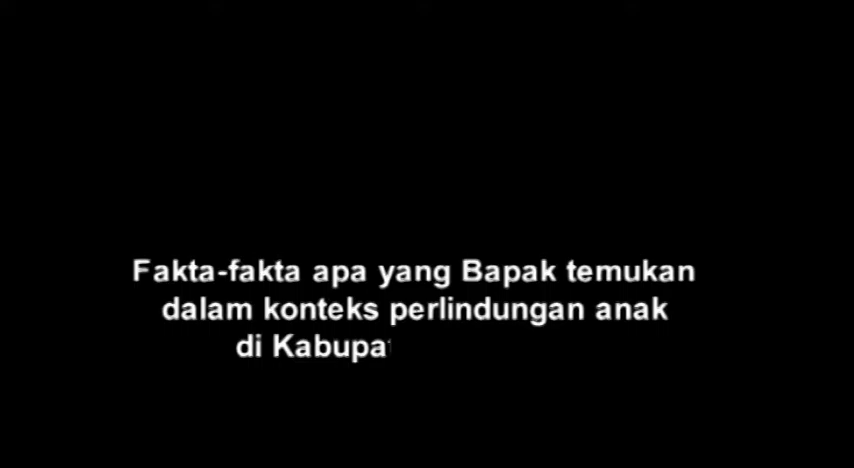 Fakta-fakta apa yang Bapak temukan
dalam konteks perlindungan anak
di Kabupa